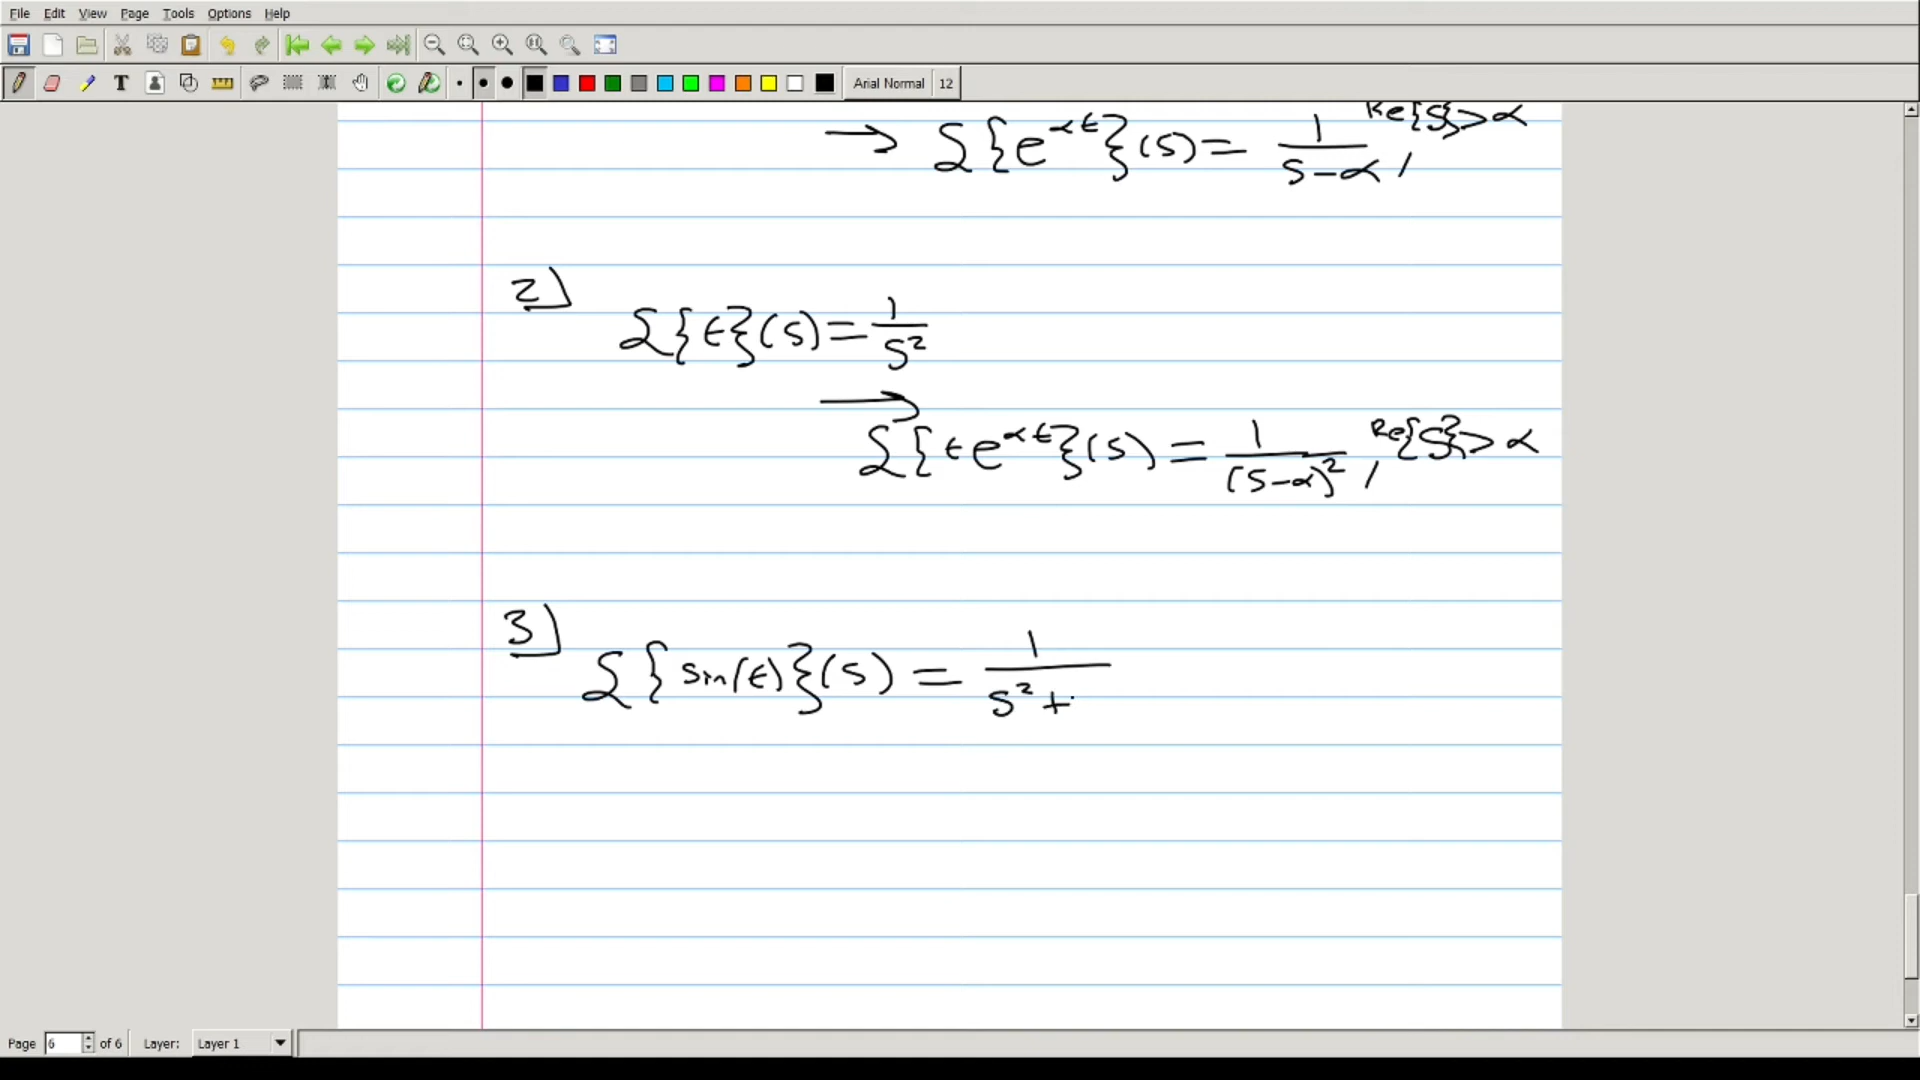 File Edit View Page Tools Options Help
T Arial Normal 12
→ ℒ{e^{αt}}(s) = 1/(s-α), Re{s}>α
2)
ℒ{t}(s) = 1/s²
→
ℒ{te^{αt}}(s) = 1/(s-α)², Re{s}>α
3)
ℒ{sin(t)}(s) = 1/(s²+
Page 6 of 6 Layer: Layer 1